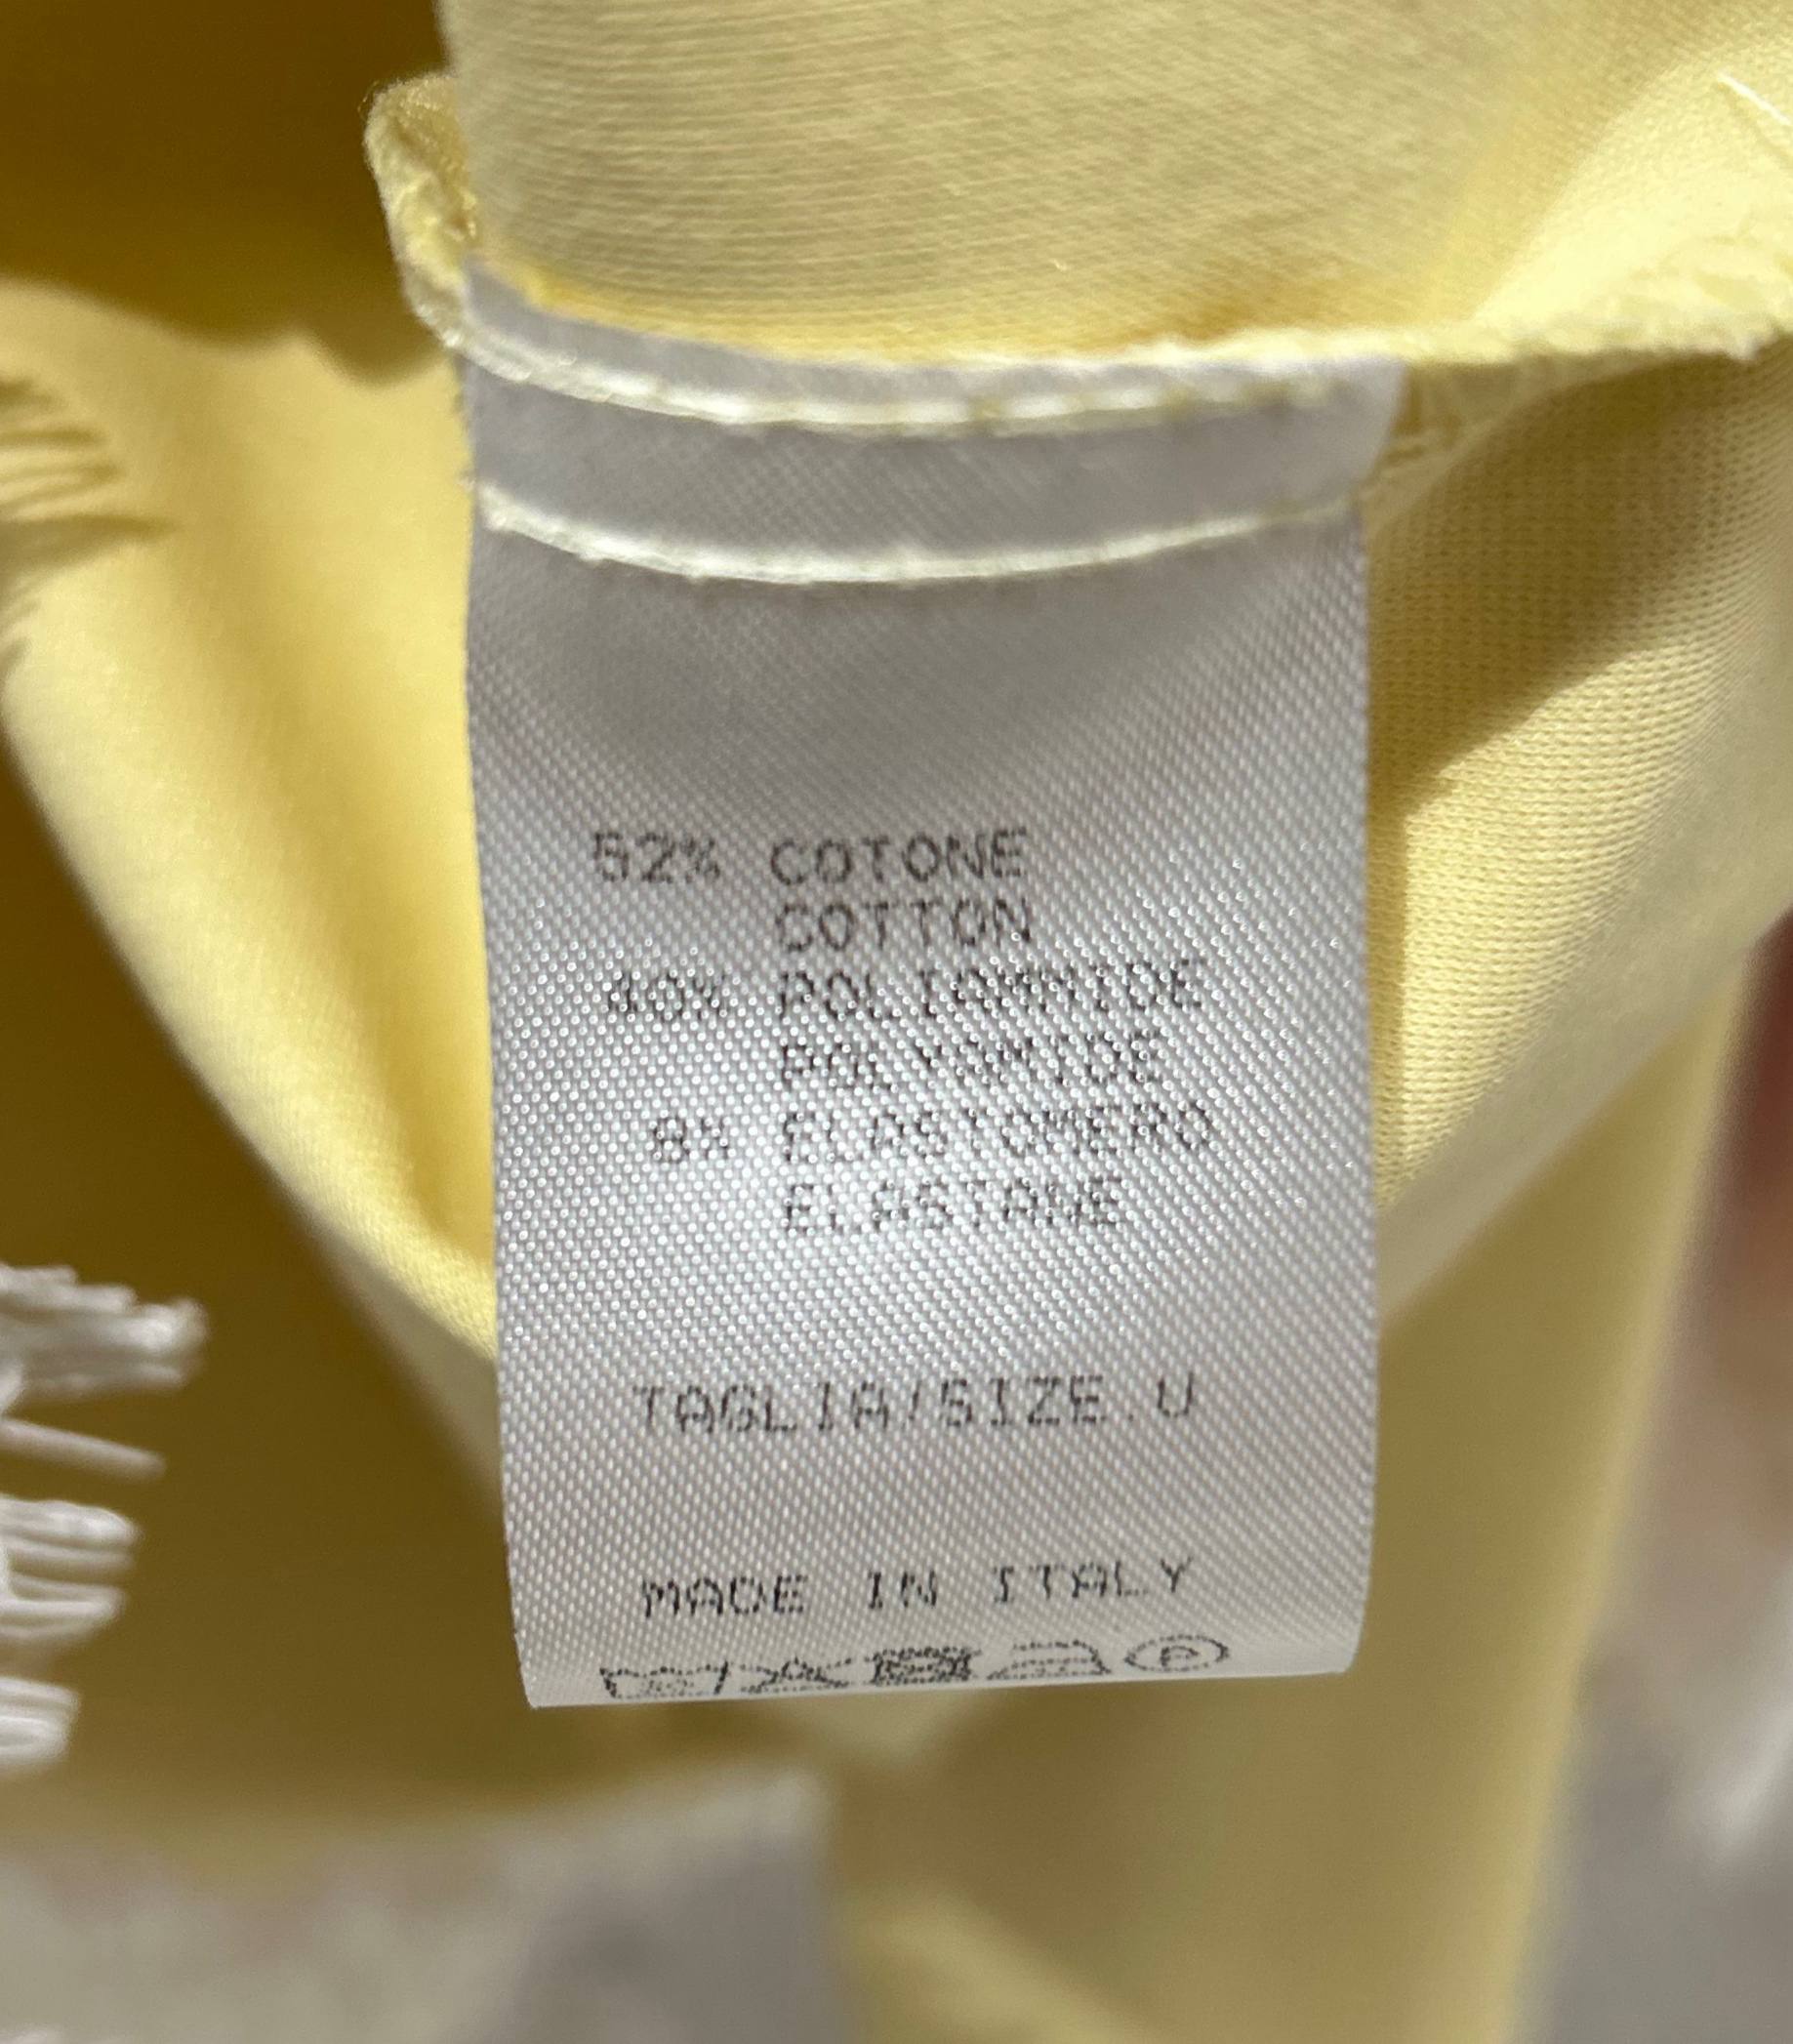 52% COTONE
COTTON
40% POLIAMMIDE
POLYAMIDE
8% ELASTOMERO
ELASTANE
TAGLIA/SIZE U
MADE IN ITALY
P